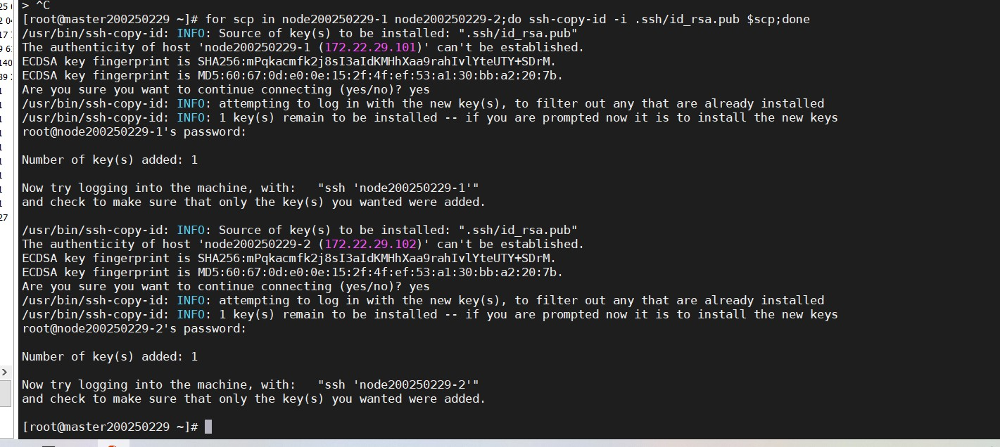 > ^C
[root@master200250229 ~]# for scp in node200250229-1 node200250229-2;do ssh-copy-id -i .ssh/id_rsa.pub $scp;done
/usr/bin/ssh-copy-id: INFO: Source of key(s) to be installed: ".ssh/id_rsa.pub"
The authenticity of host 'node200250229-1 (172.22.29.101)' can't be established.
ECDSA key fingerprint is SHA256:mPqkacmfk2j8sI3aIdKMHhXaa9rahIvlYteUTY+SDrM.
ECDSA key fingerprint is MD5:60:67:0d:e0:0e:15:2f:4f:ef:53:a1:30:bb:a2:20:7b.
Are you sure you want to continue connecting (yes/no)? yes
/usr/bin/ssh-copy-id: INFO: attempting to log in with the new key(s), to filter out any that are already installed
/usr/bin/ssh-copy-id: INFO: 1 key(s) remain to be installed -- if you are prompted now it is to install the new keys
root@node200250229-1's password:
Number of key(s) added: 1
Now try logging into the machine, with:   "ssh 'node200250229-1'"
and check to make sure that only the key(s) you wanted were added.
/usr/bin/ssh-copy-id: INFO: Source of key(s) to be installed: ".ssh/id_rsa.pub"
The authenticity of host 'node200250229-2 (172.22.29.102)' can't be established.
ECDSA key fingerprint is SHA256:mPqkacmfk2j8sI3aIdKMHhXaa9rahIvlYteUTY+SDrM.
ECDSA key fingerprint is MD5:60:67:0d:e0:0e:15:2f:4f:ef:53:a1:30:bb:a2:20:7b.
Are you sure you want to continue connecting (yes/no)? yes
/usr/bin/ssh-copy-id: INFO: attempting to log in with the new key(s), to filter out any that are already installed
/usr/bin/ssh-copy-id: INFO: 1 key(s) remain to be installed -- if you are prompted now it is to install the new keys
root@node200250229-2's password:
Number of key(s) added: 1
Now try logging into the machine, with:   "ssh 'node200250229-2'"
and check to make sure that only the key(s) you wanted were added.
[root@master200250229 ~]#